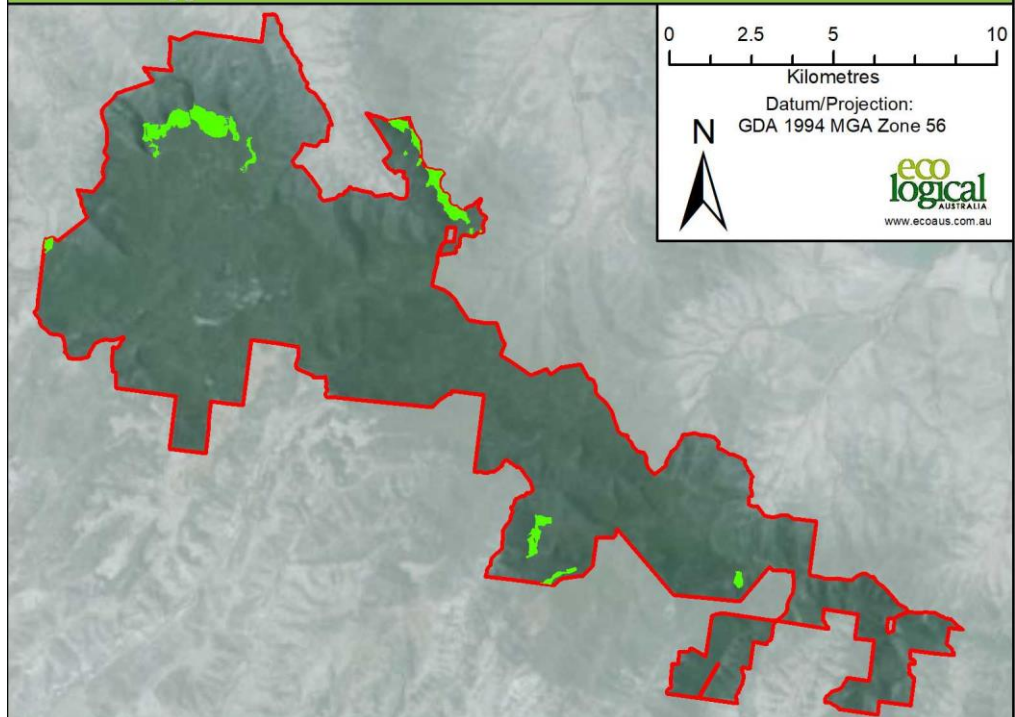 0 2.5 5 10
Kilometres
Datum/Projection:
GDA 1994 MGA Zone 56
N
eco
logical
AUSTRALIA
www.ecoaus.com.au